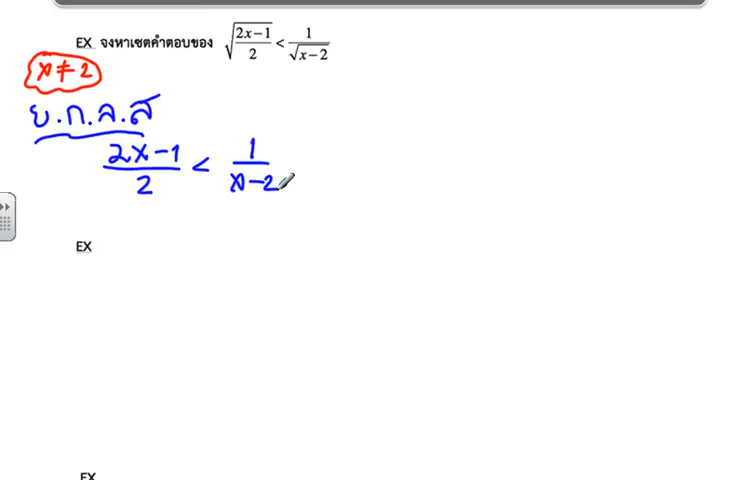 EX จงหาเซตคำตอบของ √((2x−1)/2) < 1/√(x−2)
x ≠ 2
ย.ก.ล.ส
(2x−1)/2 < 1/(x−2)
EX
EX